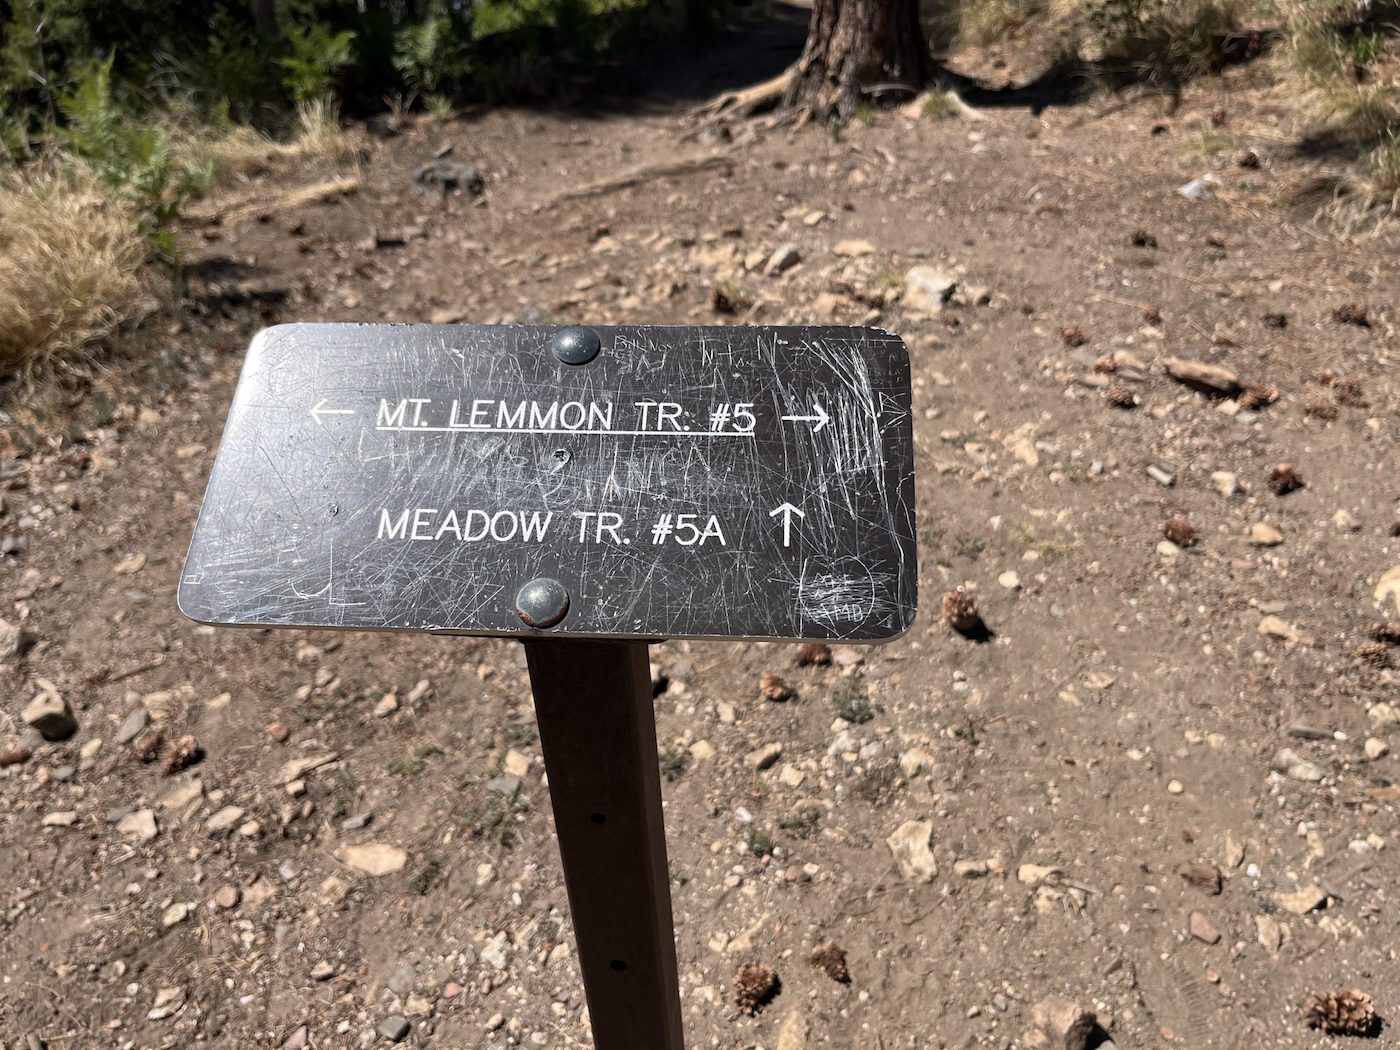 ← MT. LEMMON TR. #5 →
MEADOW TR. #5A ↑